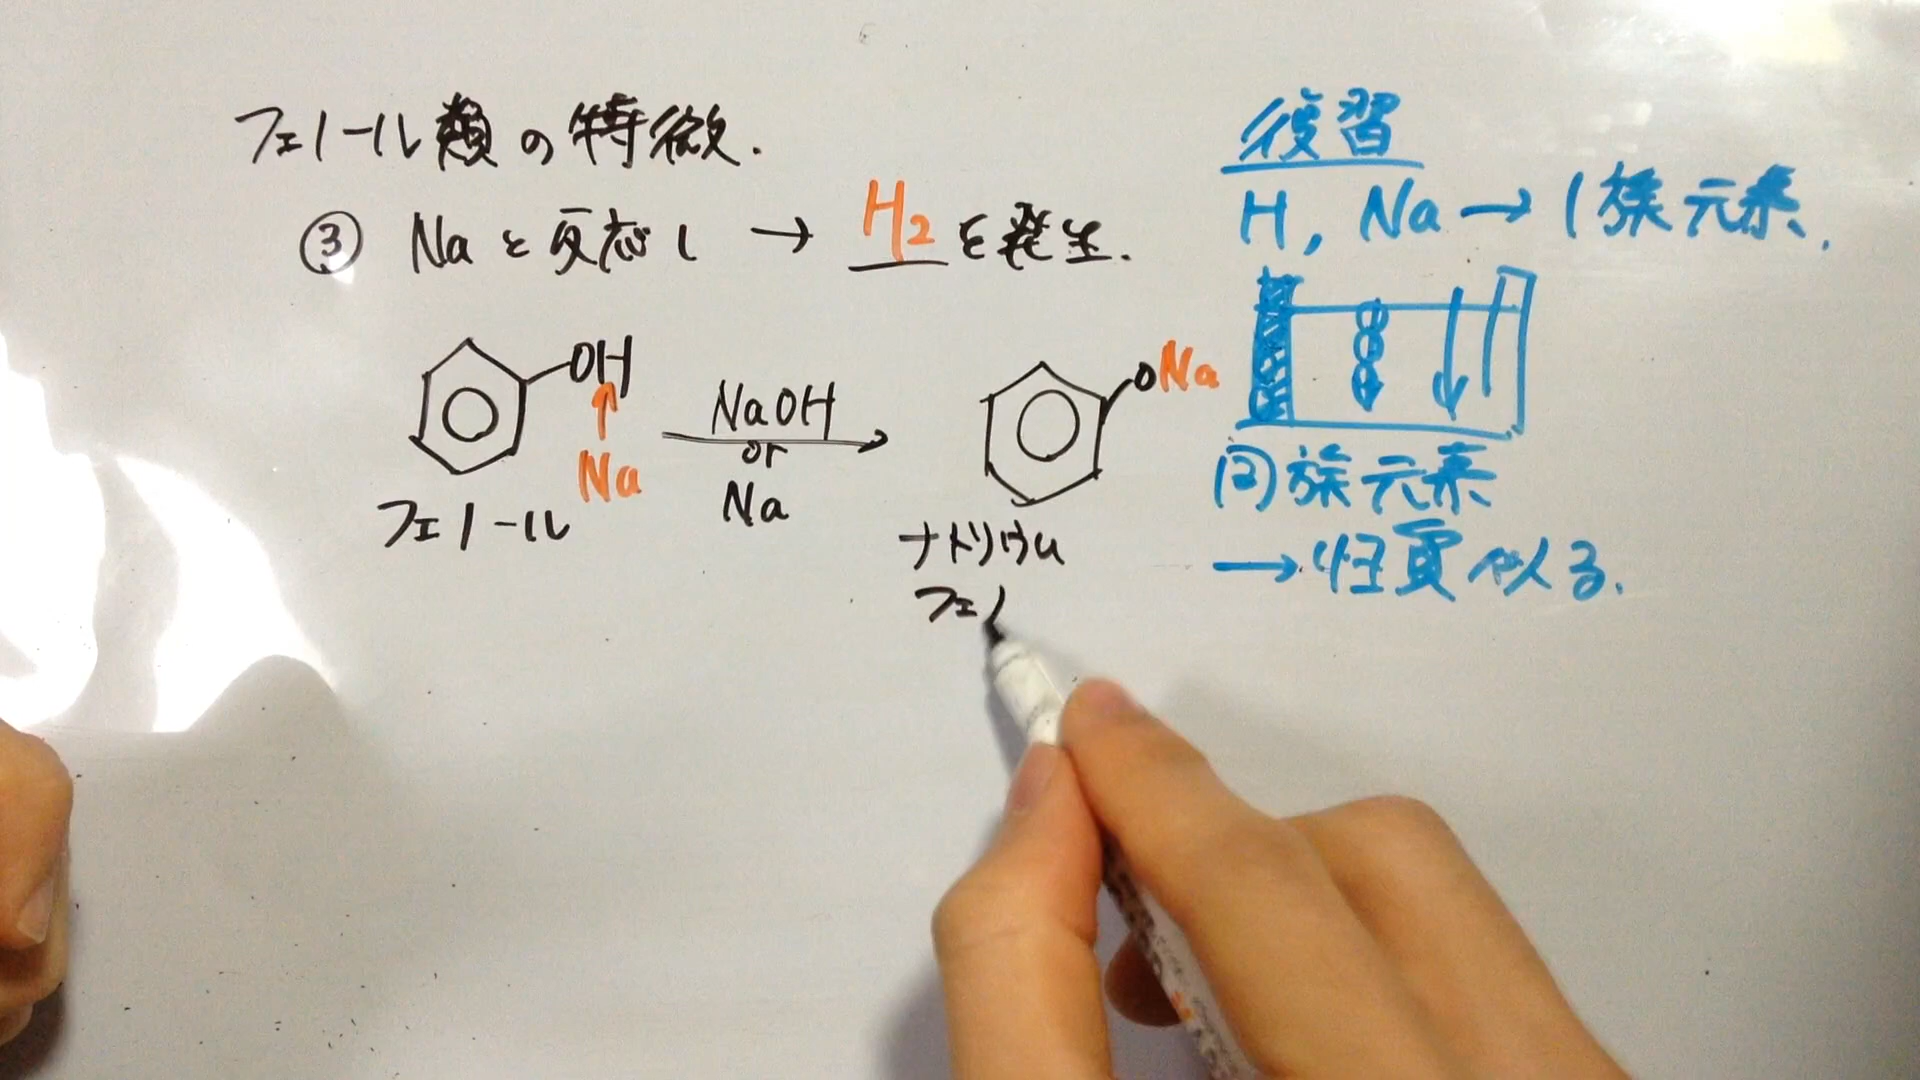 フェノール類の特徴.
③ Naと反応し → H2を発生.
OH
Na
フェノール
NaOH
or
Na
ONa
ナトリウム
フェノ
復習
H, Na → 1族元素.
同族元素
→ 性質似る.